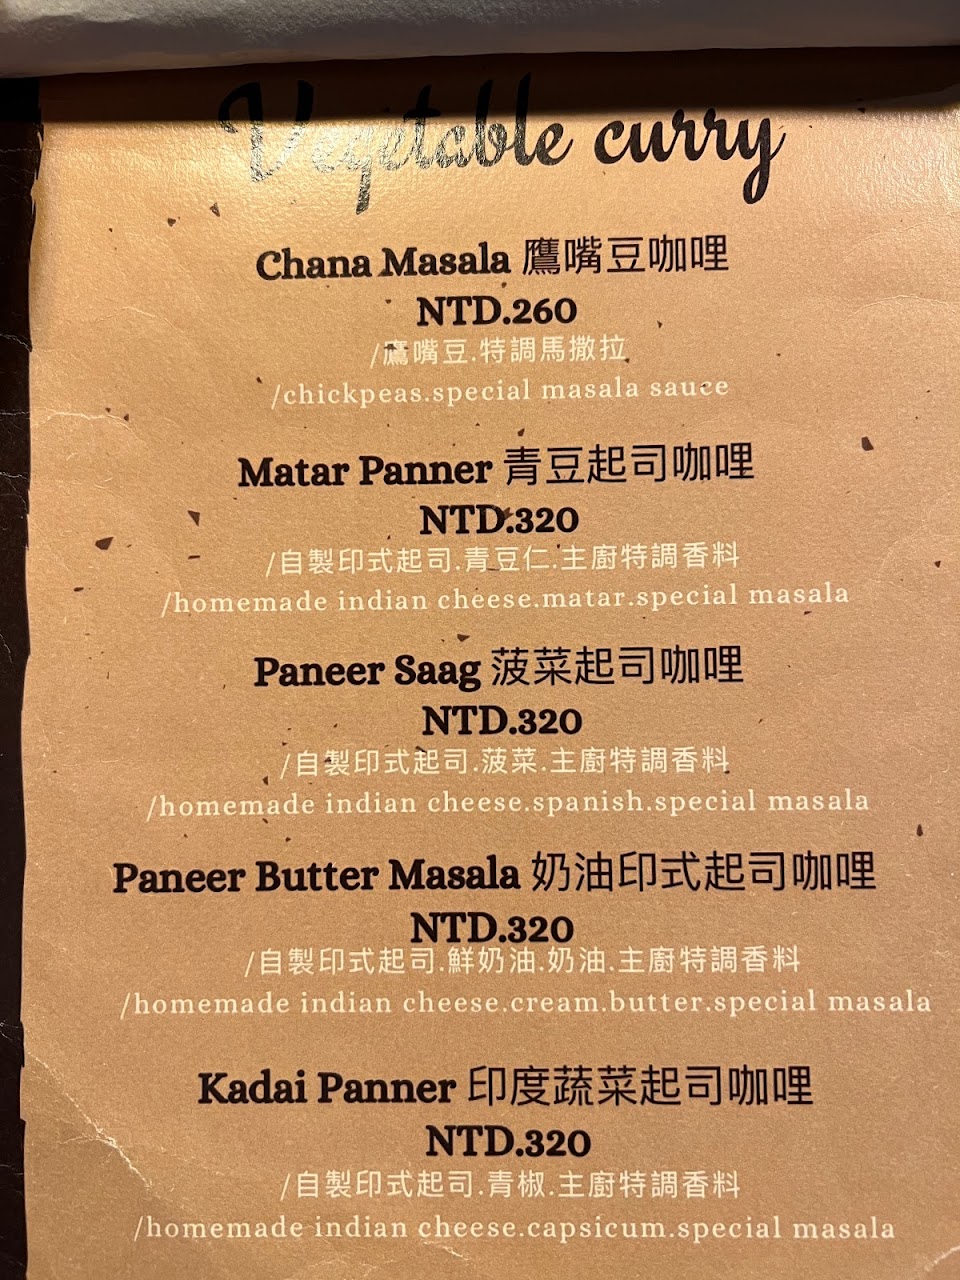 Vegetable curry
Chana Masala 鷹嘴豆咖哩
NTD.260
/鷹嘴豆.特調馬撒拉
/chickpeas.special masala sauce
Matar Panner 青豆起司咖哩
NTD.320
/自製印式起司.青豆仁.主廚特調香料
/homemade indian cheese.matar.special masala
Paneer Saag 菠菜起司咖哩
NTD.320
/自製印式起司.菠菜.主廚特調香料
/homemade indian cheese.spanish.special masala
Paneer Butter Masala 奶油印式起司咖哩
NTD.320
/自製印式起司.鮮奶油.奶油.主廚特調香料
/homemade indian cheese.cream.butter.special masala
Kadai Panner 印度蔬菜起司咖哩
NTD.320
/自製印式起司.青椒.主廚特調香料
/homemade indian cheese.capsicum.special masala